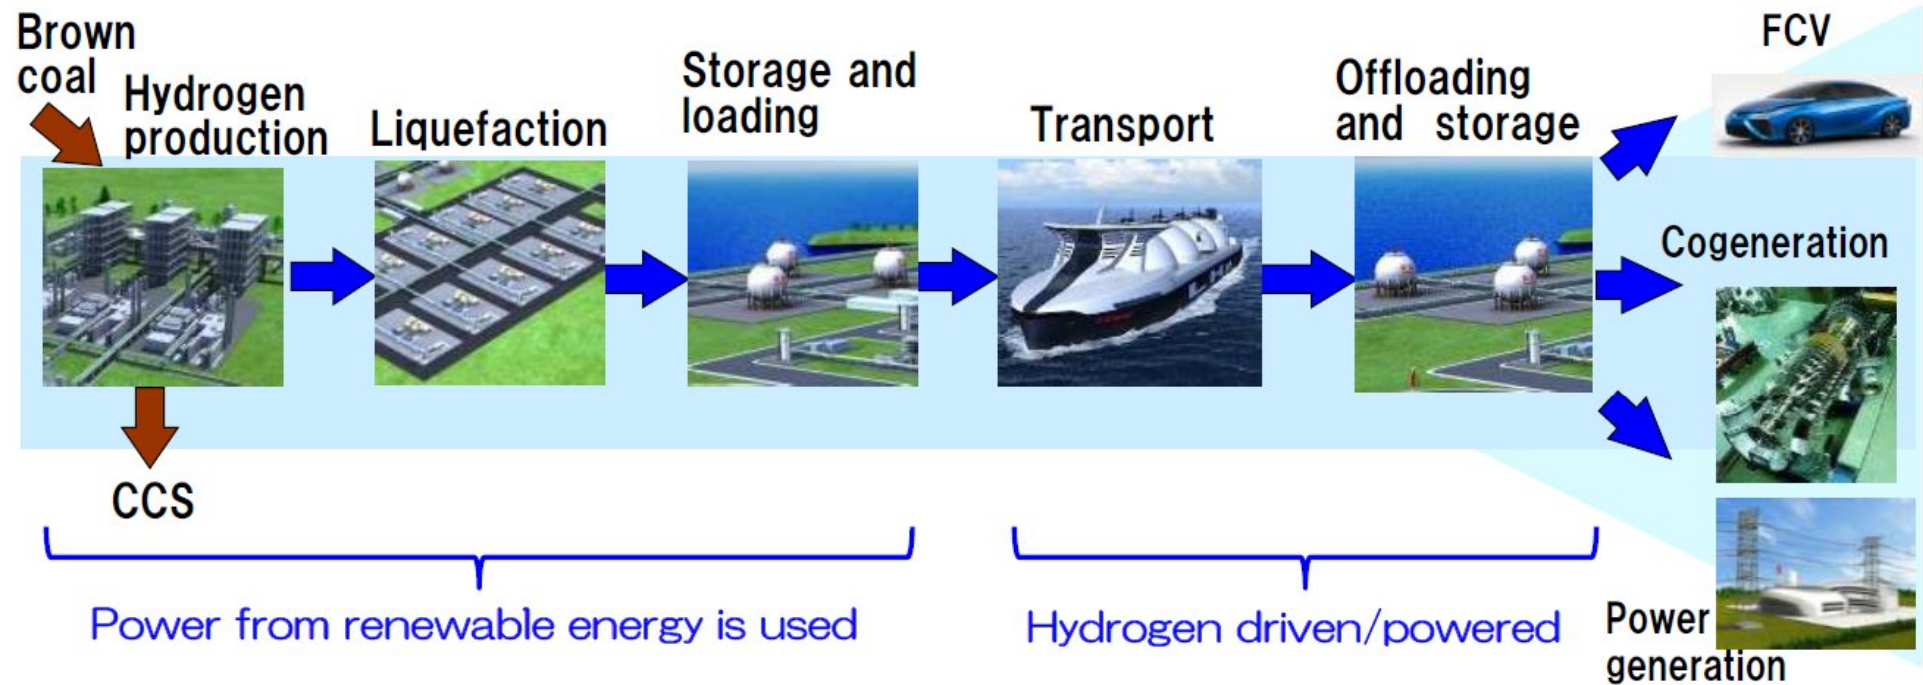 Brown
coal
Hydrogen
production
Liquefaction
Storage and
loading
Transport
Offloading
and storage
FCV
Cogeneration
CCS
Power from renewable energy is used
Hydrogen driven/powered
Power
generation